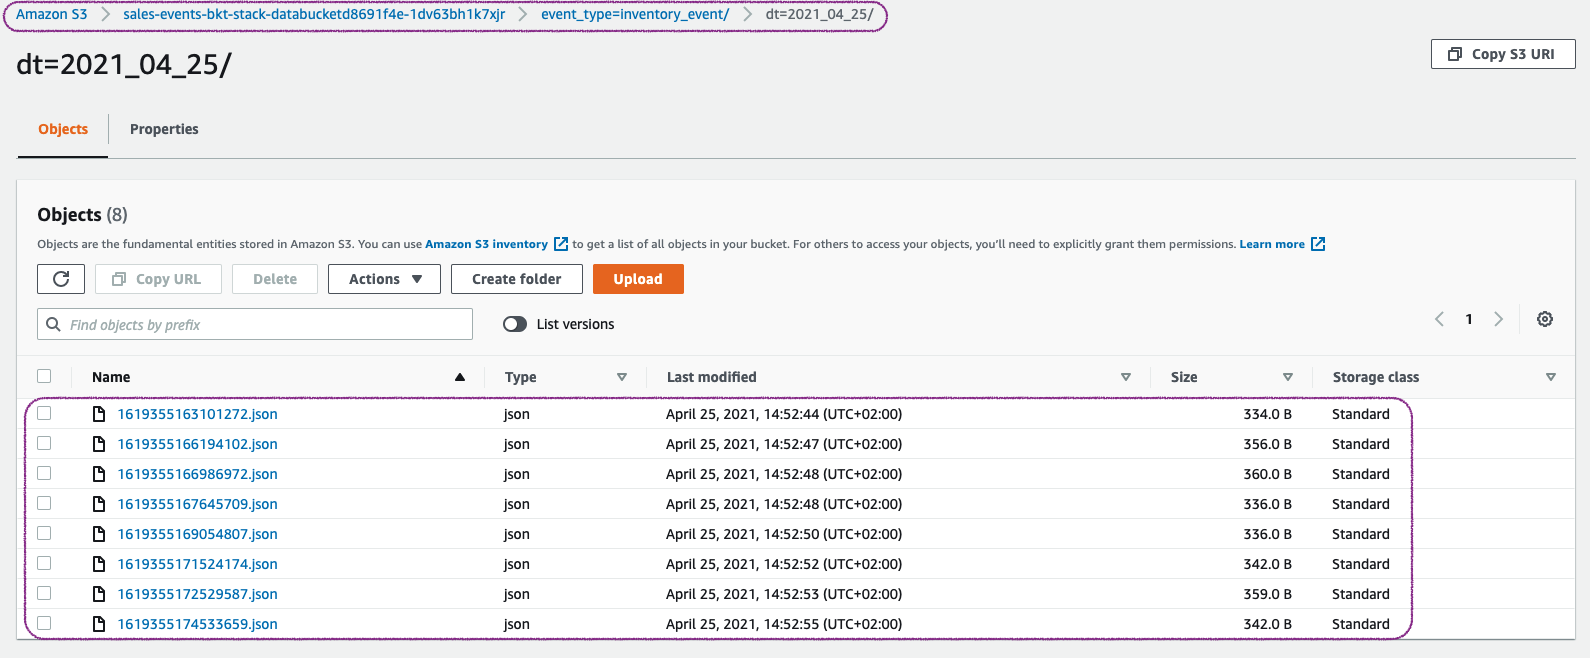 Amazon S3 > sales-events-bkt-stack-databucketd8691f4e-1dv63bh1k7xjr > event_type=inventory_event/ > dt=2021_04_25/
dt=2021_04_25/
Copy S3 URI
Objects Properties
Objects (8)
Objects are the fundamental entities stored in Amazon S3. You can use Amazon S3 inventory to get a list of all objects in your bucket. For others to access your objects, you'll need to explicitly grant them permissions. Learn more
Copy URL Delete Actions Create folder Upload
Find objects by prefix List versions 1
Name Type Last modified Size Storage class
1619355163101272.json json April 25, 2021, 14:52:44 (UTC+02:00) 334.0 B Standard
1619355166194102.json json April 25, 2021, 14:52:47 (UTC+02:00) 356.0 B Standard
1619355166986972.json json April 25, 2021, 14:52:48 (UTC+02:00) 360.0 B Standard
1619355167645709.json json April 25, 2021, 14:52:48 (UTC+02:00) 336.0 B Standard
1619355169054807.json json April 25, 2021, 14:52:50 (UTC+02:00) 336.0 B Standard
1619355171524174.json json April 25, 2021, 14:52:52 (UTC+02:00) 342.0 B Standard
1619355172529587.json json April 25, 2021, 14:52:53 (UTC+02:00) 359.0 B Standard
1619355174533659.json json April 25, 2021, 14:52:55 (UTC+02:00) 342.0 B Standard